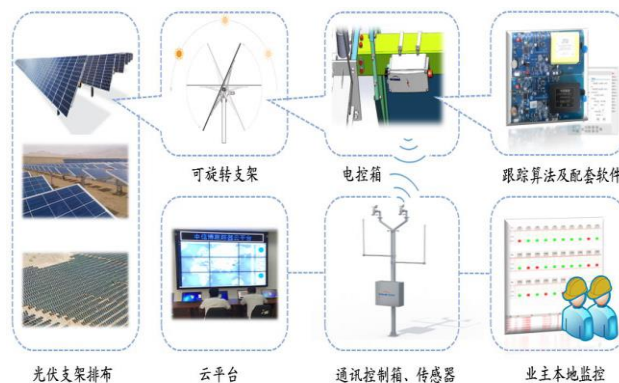 可旋转支架
电控箱
跟踪算法及配套软件
光伏支架排布
云平台
通讯控制箱、传感器
业主本地监控